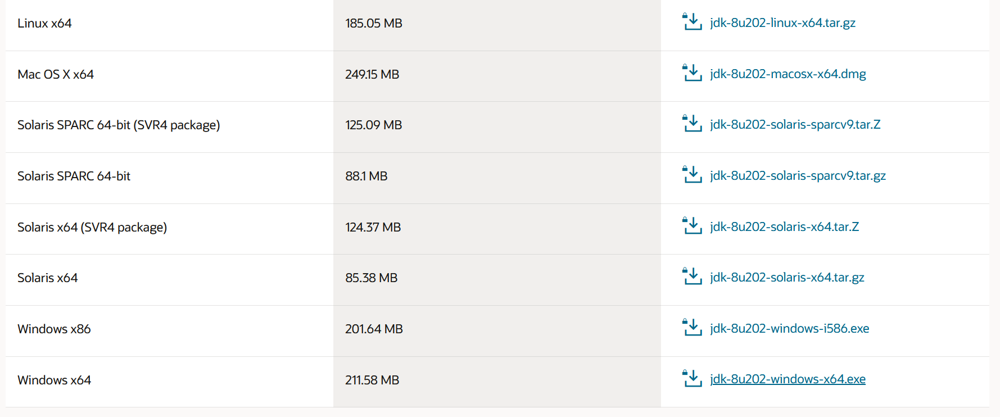 Linux x64 185.05 MB jdk-8u202-linux-x64.tar.gz
Mac OS X x64 249.15 MB jdk-8u202-macosx-x64.dmg
Solaris SPARC 64-bit (SVR4 package) 125.09 MB jdk-8u202-solaris-sparcv9.tar.Z
Solaris SPARC 64-bit 88.1 MB jdk-8u202-solaris-sparcv9.tar.gz
Solaris x64 (SVR4 package) 124.37 MB jdk-8u202-solaris-x64.tar.Z
Solaris x64 85.38 MB jdk-8u202-solaris-x64.tar.gz
Windows x86 201.64 MB jdk-8u202-windows-i586.exe
Windows x64 211.58 MB jdk-8u202-windows-x64.exe